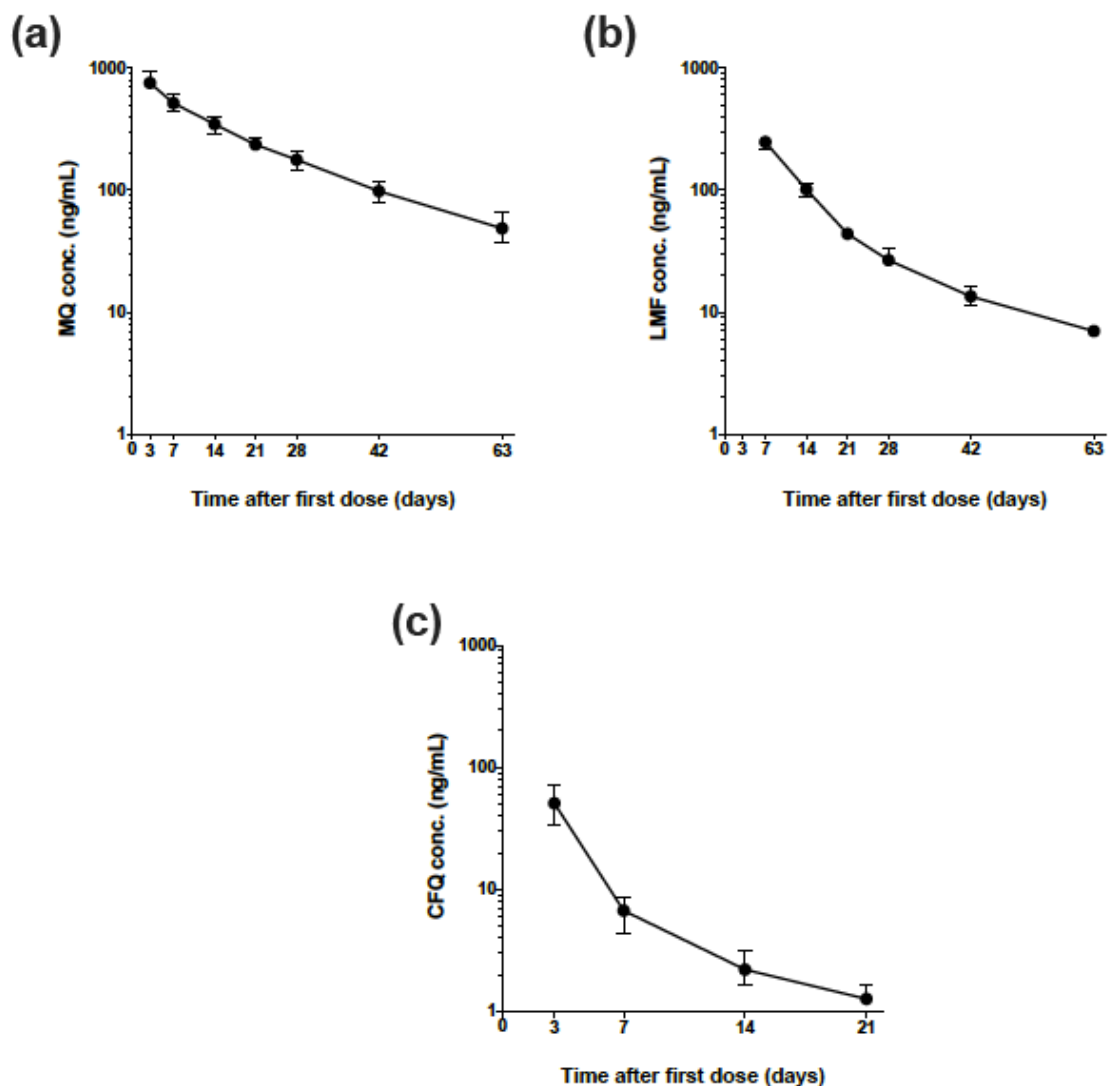 (a)
1000
100
10
1
MQ conc. (ng/mL)
0 3 7 14 21 28 42 63
Time after first dose (days)
(b)
1000
100
10
1
LMF conc. (ng/mL)
0 3 7 14 21 28 42 63
Time after first dose (days)
(c)
1000
100
10
1
CFQ conc. (ng/mL)
0 3 7 14 21
Time after first dose (days)